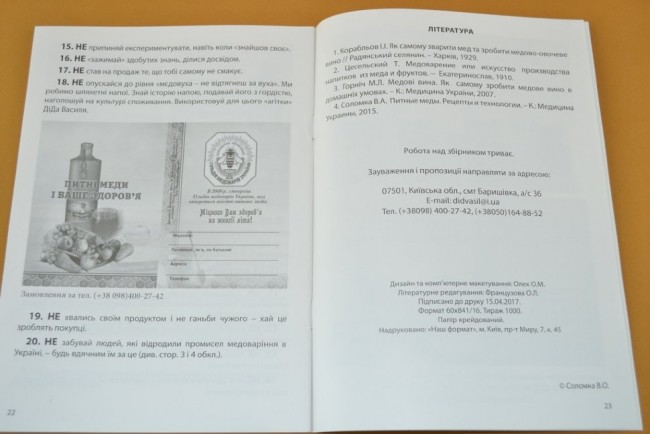 15. НЕ припиняй експериментувати, навіть коли «знайшов своє».
16. НЕ «зажимай» здобутих знань, ділися досвідом.
17. НЕ став на продаж те, що тобі самому не смакує.
18. НЕ опускайся до рівня «медовуха – не відтягнеш за вуха». Ми
робимо шляхетні напої. Знай історію напою, подавай його з гордістю,
наголошуй на культурі споживання. Використовуй для цього «агітки»
ДіДа Василя.
ПИТНІ МЕДИ
І ВАШЕ ЗДОРОВ'Я
Міцного Вам здоров'я
на многії літа!
Адреса
Телефон
Замовлення за тел. (+38 098)400-27-42
19. НЕ хвались своїм продуктом і не ганьби чужого – хай це
зроблять покупці.
20. НЕ забувай людей, які відродили промисел медоваріння в
Україні, – будь вдячним їм за це (див. стор. 3 і 4 обкл.).
22
ЛІТЕРАТУРА
1. Корабльов І.І. Як самому зварити мед та зробити медово-овочеве
вино // Радянський селянин. – Харків, 1929.
2. Цесельский Т. Медоварение или искусство производства
напитков из меда и фруктов. – Екатеринослав, 1910.
3. Горніч М.Л. Медові вина. Як самому зробити медове вино в
домашніх умовах. – К.: Медицина України, 2007.
4. Соломка В.А. Питные меды. Рецепты и технологии. – К.: Медицина
Украины, 2015.
Робота над збірником триває.
Зауваження і пропозиції направляти за адресою:
07501, Київська обл., смт Баришівка, а/с 36
E-mail: didvasil@i.ua
Тел. (+38098) 400-27-42, (+38050)164-88-52
Дизайн та комп'ютерне макетування: Олех О.М.
Літературне редагування: Французова О.Л.
Підписано до друку 15.04.2017.
Формат 60х841/16. Тираж 1000.
Папір крейдований.
Надруковано: «Наш формат», м. Київ, пр-т Миру, 7. к. 45
© Соломка В.О.
23